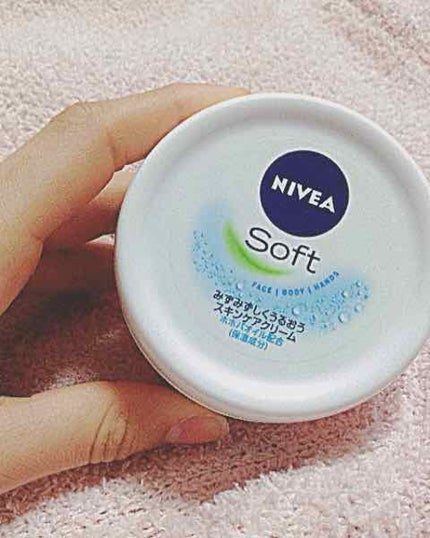 NIVEA
Soft
FACE | BODY | HANDS
みずみずしくうるおう
スキンケアクリーム
ホホバオイル配合
(保湿成分)